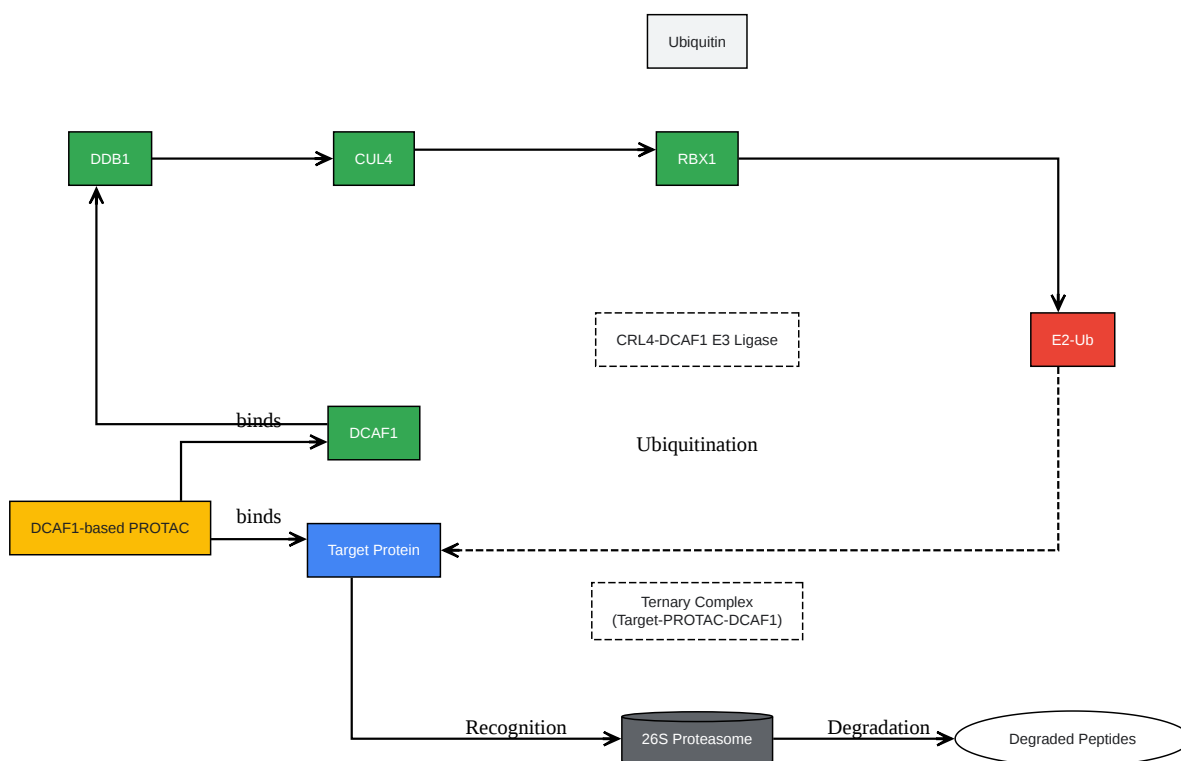 Ubiquitin
DDB1
CUL4
RBX1
CRL4-DCAF1 E3 Ligase
E2-Ub
binds
DCAF1
Ubiquitination
DCAF1-based PROTAC
binds
Target Protein
Ternary Complex
(Target-PROTAC-DCAF1)
Recognition
26S Proteasome
Degradation
Degraded Peptides